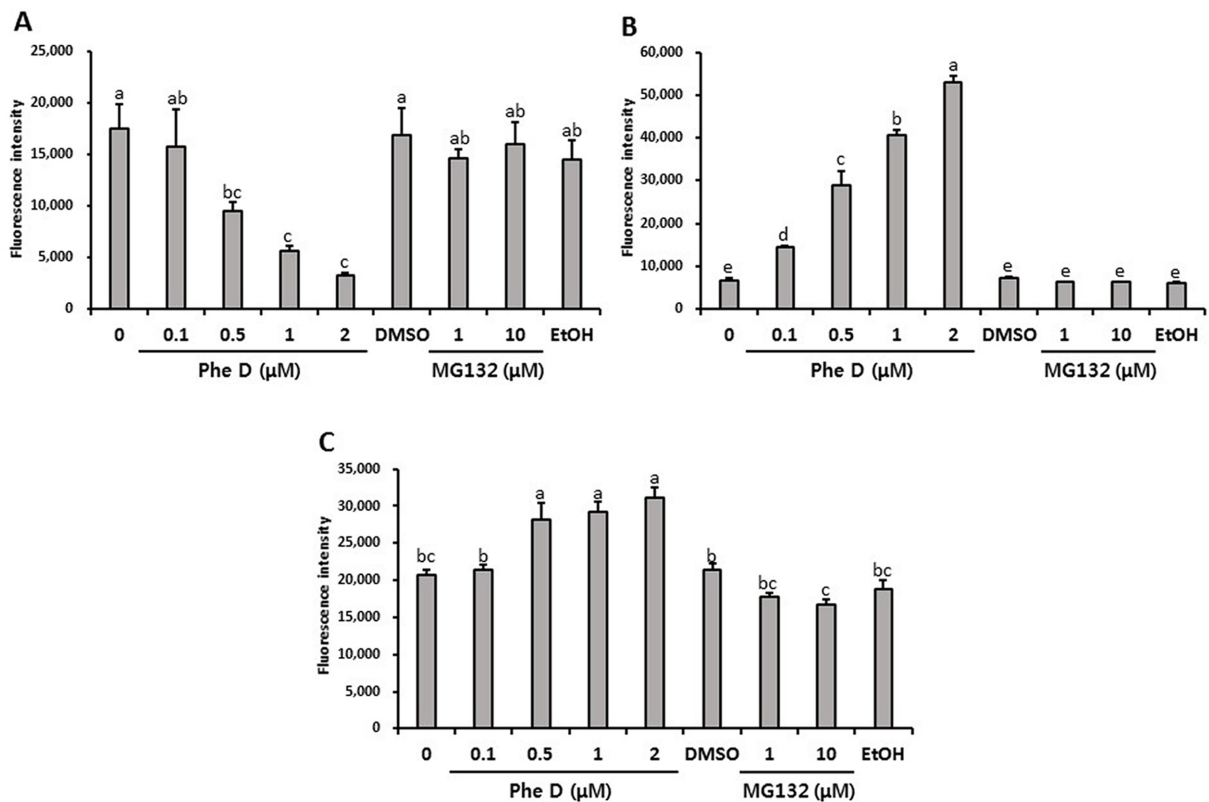 A
25,000
20,000
15,000
10,000
5,000
0
Fluorescence intensity
a ab bc c c a ab ab ab
0 0.1 0.5 1 2 DMSO 1 10 EtOH
Phe D (μM) MG132 (μM)
B
60,000
50,000
40,000
30,000
20,000
10,000
0
Fluorescence intensity
e d c b a e e e e
0 0.1 0.5 1 2 DMSO 1 10 EtOH
Phe D (μM) MG132 (μM)
C
35,000
30,000
25,000
20,000
15,000
10,000
5,000
0
Fluorescence intensity
bc b a a a b bc c bc
0 0.1 0.5 1 2 DMSO 1 10 EtOH
Phe D (μM) MG132 (μM)